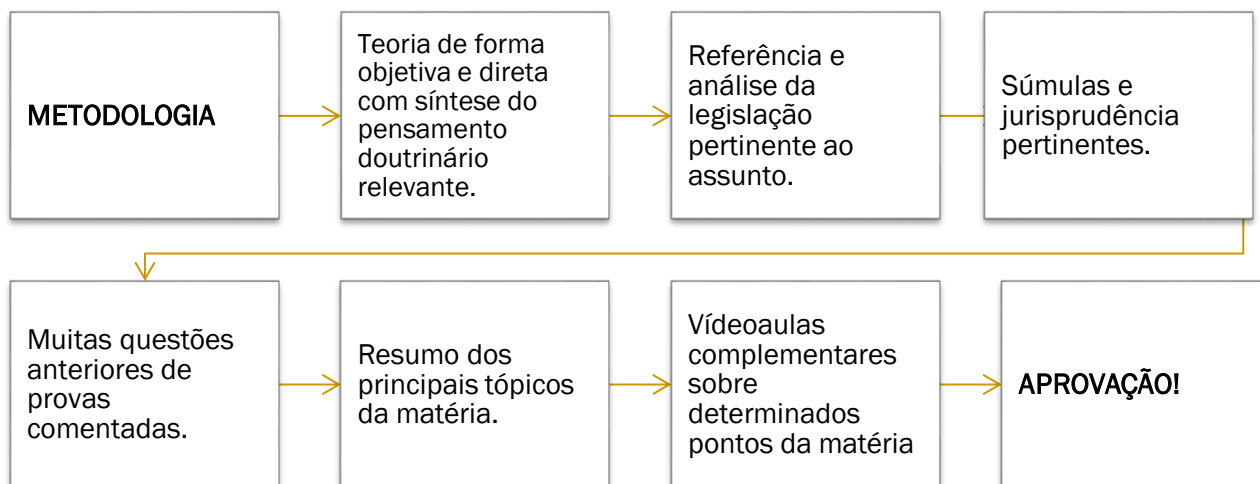 METODOLOGIA
Teoria de forma
objetiva e direta
com síntese do
pensamento
doutrinário
relevante.
Referência e
análise da
legislação
pertinente ao
assunto.
Súmulas e
jurisprudência
pertinentes.
Muitas questões
anteriores de
provas
comentadas.
Resumo dos
principais tópicos
da matéria.
Vídeoaulas
complementares
sobre
determinados
pontos da matéria
APROVAÇÃO!